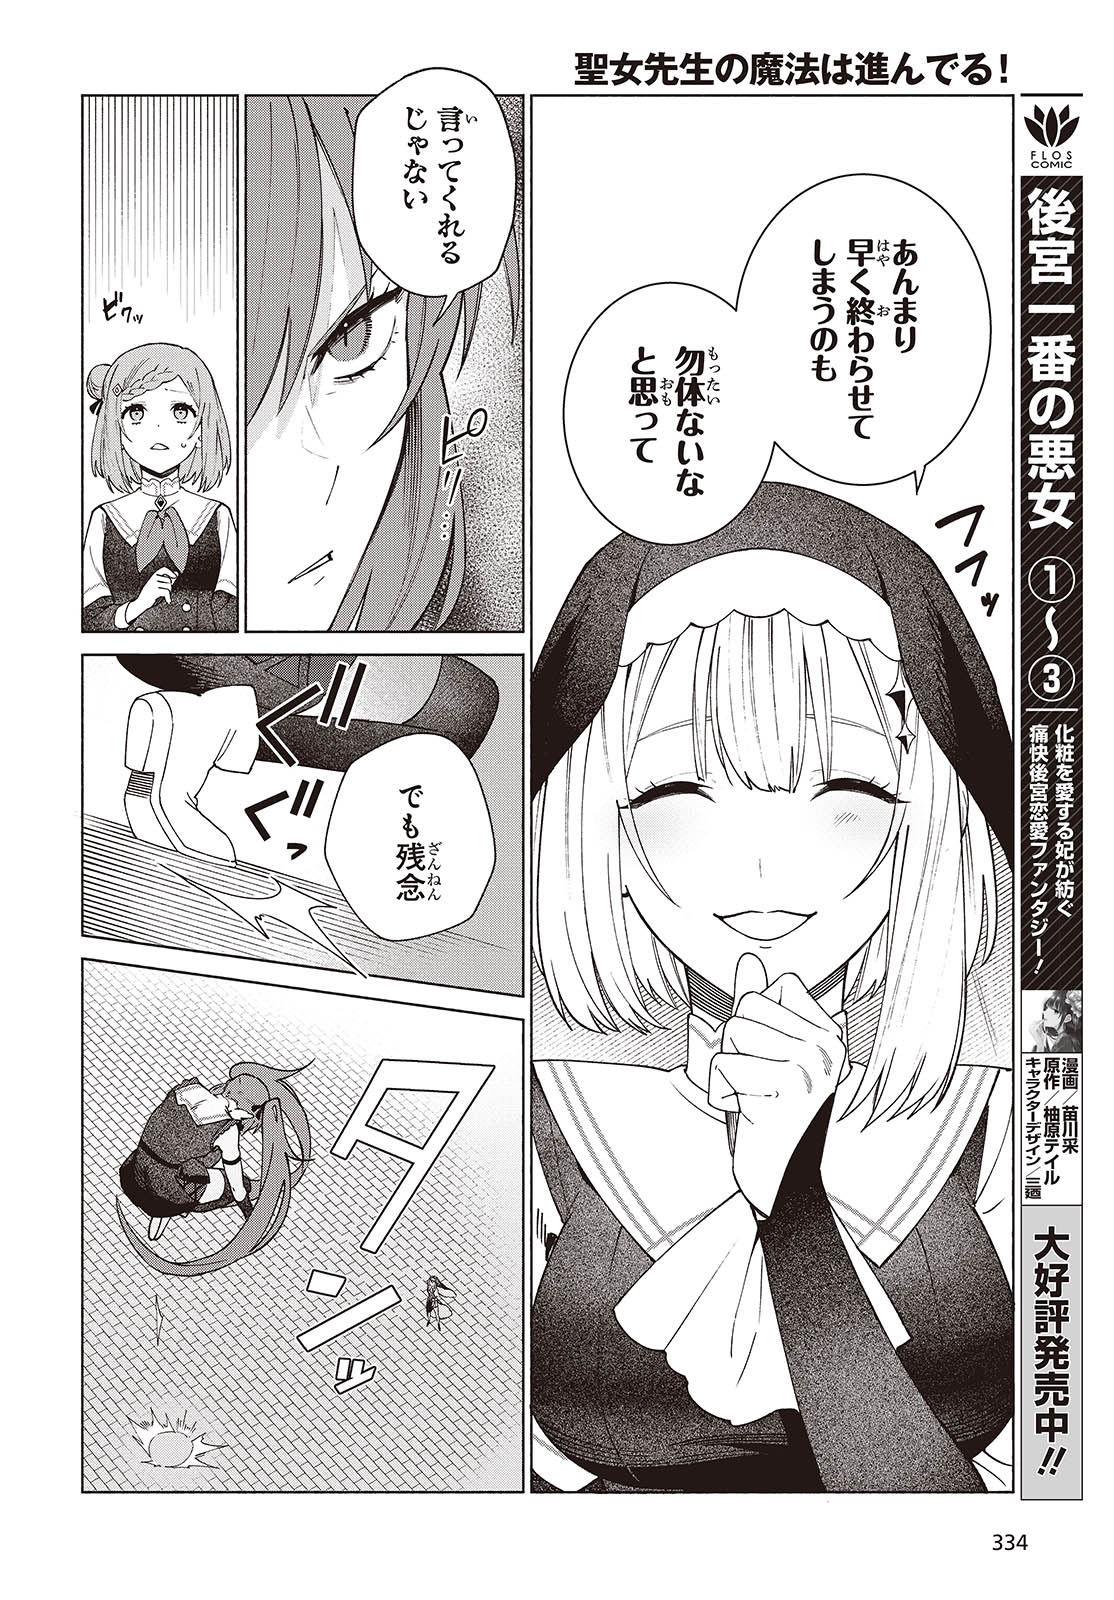 聖女先生の魔法は進んでる！
FLOS
COMIC
後宮一番の悪女 ①〜③
化粧を愛する妃が紡ぐ
痛快後宮恋愛ファンタジー！
漫画／苗川采
原作／柚原テイル
キャラクターデザイン／三廼
大好評発売中!!
あんまり
早く終わらせて
しまうのも
勿体ないな
と思って
フフッ
言ってくれる
じゃない
ピリ…
ビクッ
ぐっ
ぐっ
でも残念
タンッ
334